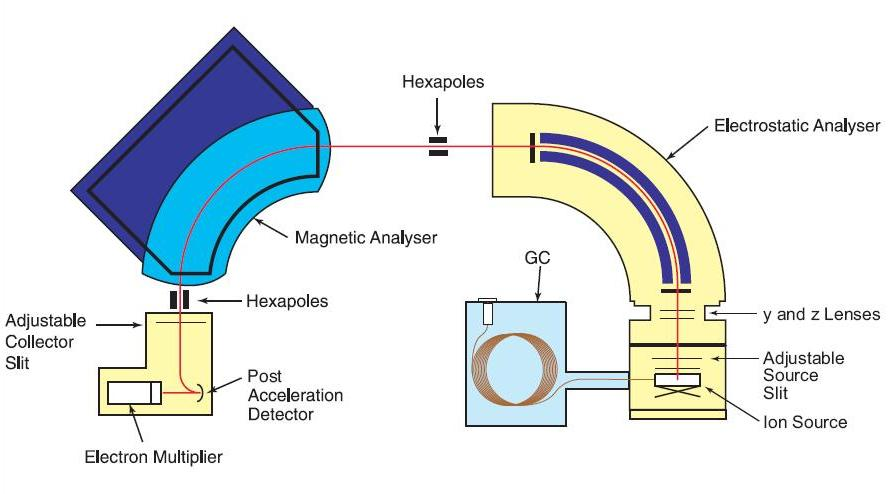 Hexapoles
Electrostatic Analyser
Magnetic Analyser
GC
Hexapoles
Adjustable
Collector
Slit
y and z Lenses
Adjustable
Source
Slit
Post
Acceleration
Detector
Ion Source
Electron Multiplier